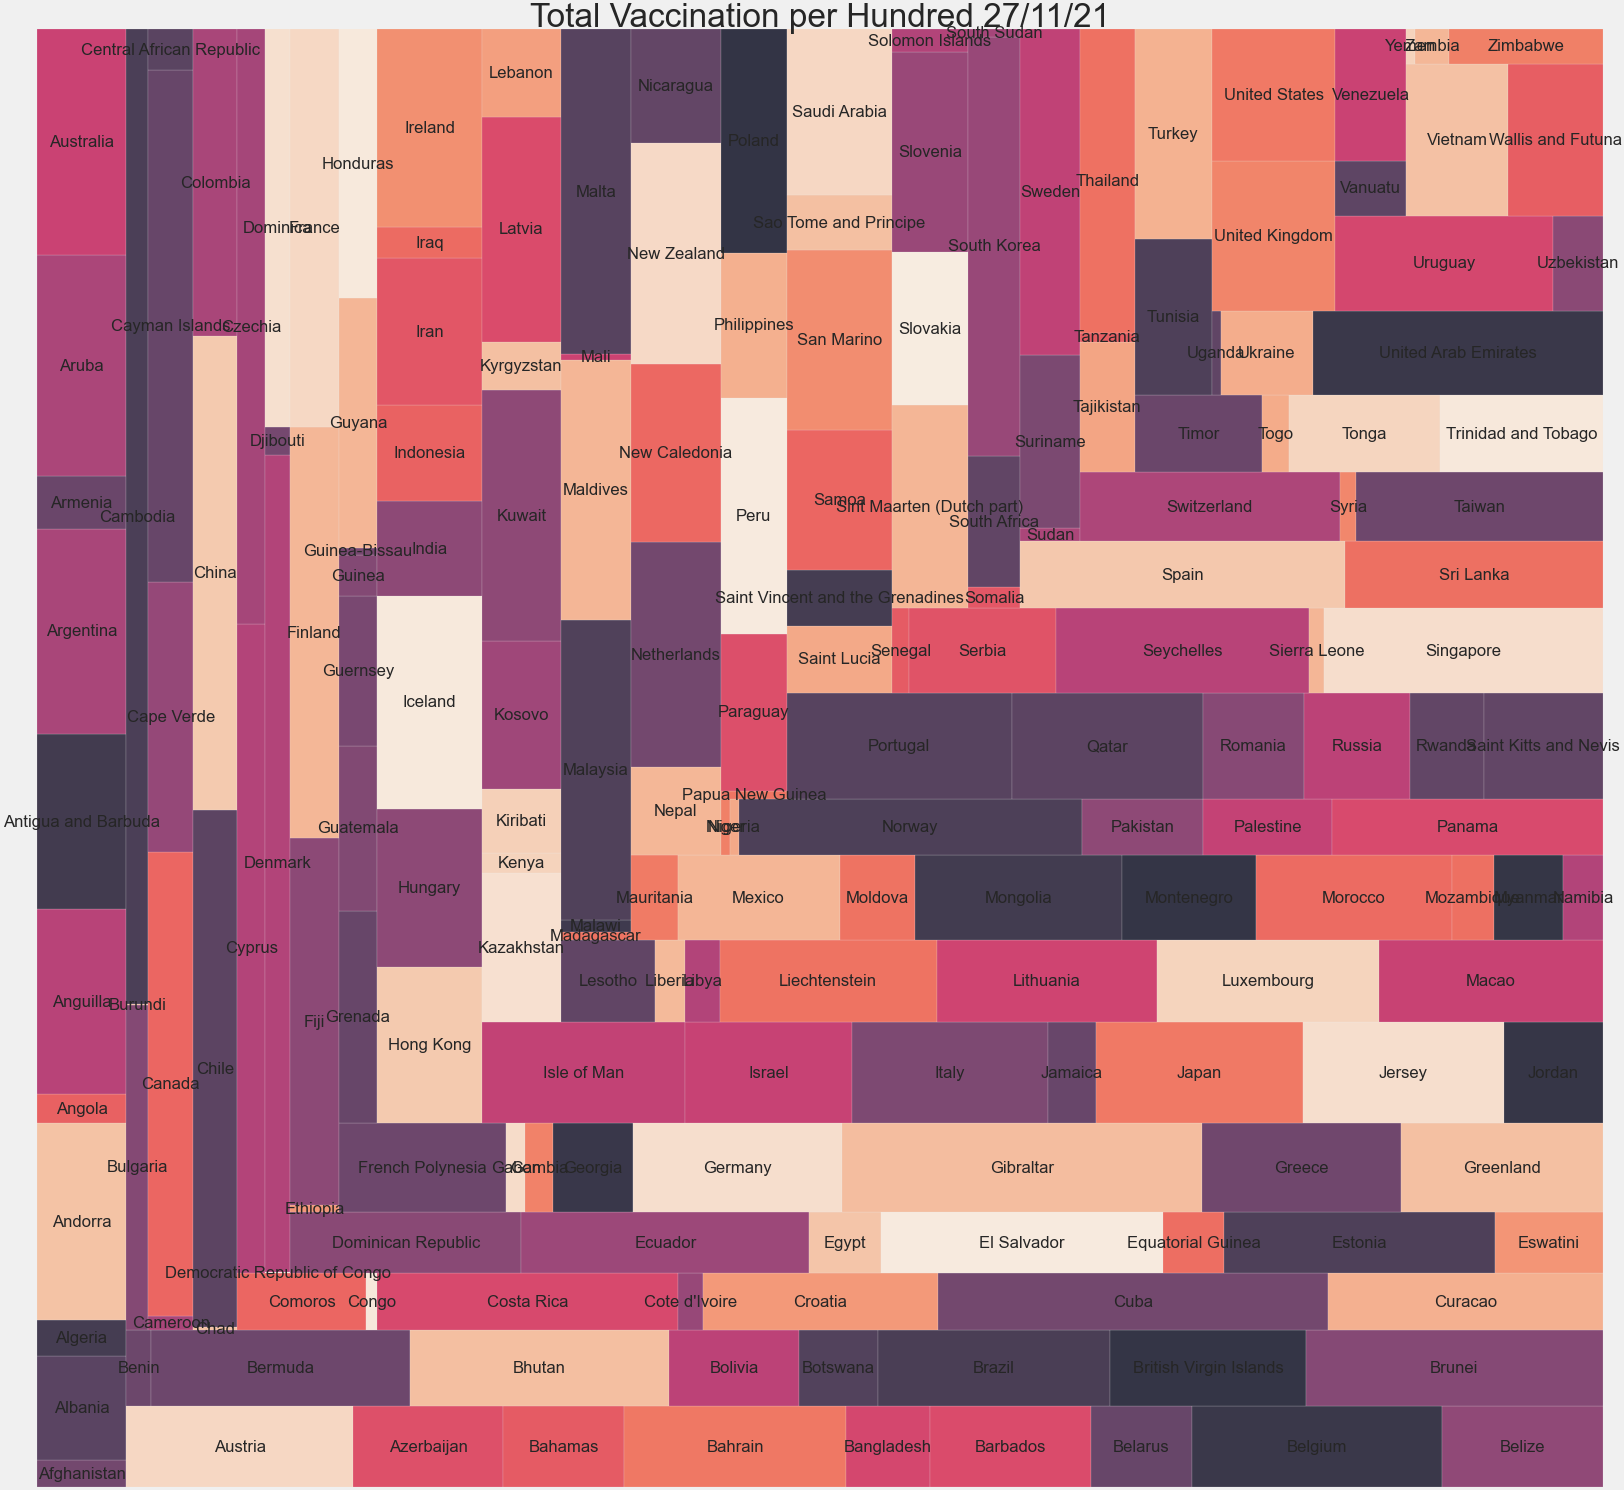 Total Vaccination per Hundred 27/11/21
Australia
Aruba
Armenia
Argentina
Antigua and Barbuda
Anguilla
Angola
Andorra
Algeria
Albania
Afghanistan
Central African Republic
Cambodia
Burundi
Bulgaria
Cayman Islands
Cape Verde
Canada
Cameroon
Colombia
China
Chile
Chad
Czechia
Cyprus
Democratic Republic of Congo
Comoros
Congo
Costa Rica
Cote d'Ivoire
Croatia
Cuba
Curacao
Dominica
Djibouti
Denmark
France
Finland
Fiji
Ethiopia
Dominican Republic
Ecuador
Egypt
El Salvador
Equatorial Guinea
Estonia
Eswatini
Honduras
Guyana
Guinea-Bissau
Guinea
Guernsey
Guatemala
Grenada
French Polynesia
Gabon
Gambia
Georgia
Germany
Gibraltar
Greece
Greenland
Ireland
Iraq
Iran
Indonesia
India
Iceland
Hungary
Hong Kong
Lebanon
Latvia
Kyrgyzstan
Kuwait
Kosovo
Kiribati
Kenya
Kazakhstan
Isle of Man
Israel
Italy
Jamaica
Japan
Jersey
Jordan
Malta
Mali
Maldives
Malaysia
Malawi
Madagascar
Lesotho
Liberia
Libya
Liechtenstein
Lithuania
Luxembourg
Macao
Nicaragua
New Zealand
New Caledonia
Netherlands
Nepal
Niger
Nigeria
Norway
Pakistan
Palestine
Panama
Mauritania
Mexico
Moldova
Mongolia
Montenegro
Morocco
Mozambique
Myanmar
Namibia
Poland
Philippines
Peru
Paraguay
Papua New Guinea
Saudi Arabia
Sao Tome and Principe
San Marino
Samoa
Saint Vincent and the Grenadines
Saint Lucia
Portugal
Qatar
Romania
Russia
Rwanda
Saint Kitts and Nevis
Solomon Islands
Slovenia
Slovakia
Sint Maarten (Dutch part)
Senegal
Serbia
Seychelles
Sierra Leone
Singapore
South Sudan
South Korea
South Africa
Somalia
Sweden
Suriname
Sudan
Spain
Sri Lanka
Thailand
Tanzania
Tajikistan
Switzerland
Syria
Taiwan
Turkey
Tunisia
Timor
Togo
Tonga
Trinidad and Tobago
United States
United Kingdom
Uganda
Ukraine
United Arab Emirates
Venezuela
Vanuatu
Uruguay
Uzbekistan
Yemen
Zambia
Zimbabwe
Vietnam
Wallis and Futuna
Benin
Bermuda
Bhutan
Bolivia
Botswana
Brazil
British Virgin Islands
Brunei
Austria
Azerbaijan
Bahamas
Bahrain
Bangladesh
Barbados
Belarus
Belgium
Belize